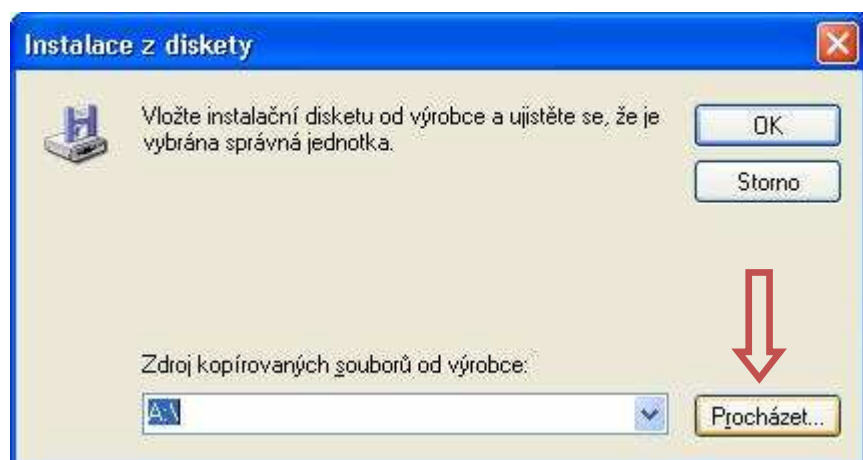 Instalace z diskety
Vložte instalační disketu od výrobce a ujistěte se, že je
vybrána správná jednotka.
OK
Storno
Zdroj kopírovaných souborů od výrobce:
A:\
Procházet...